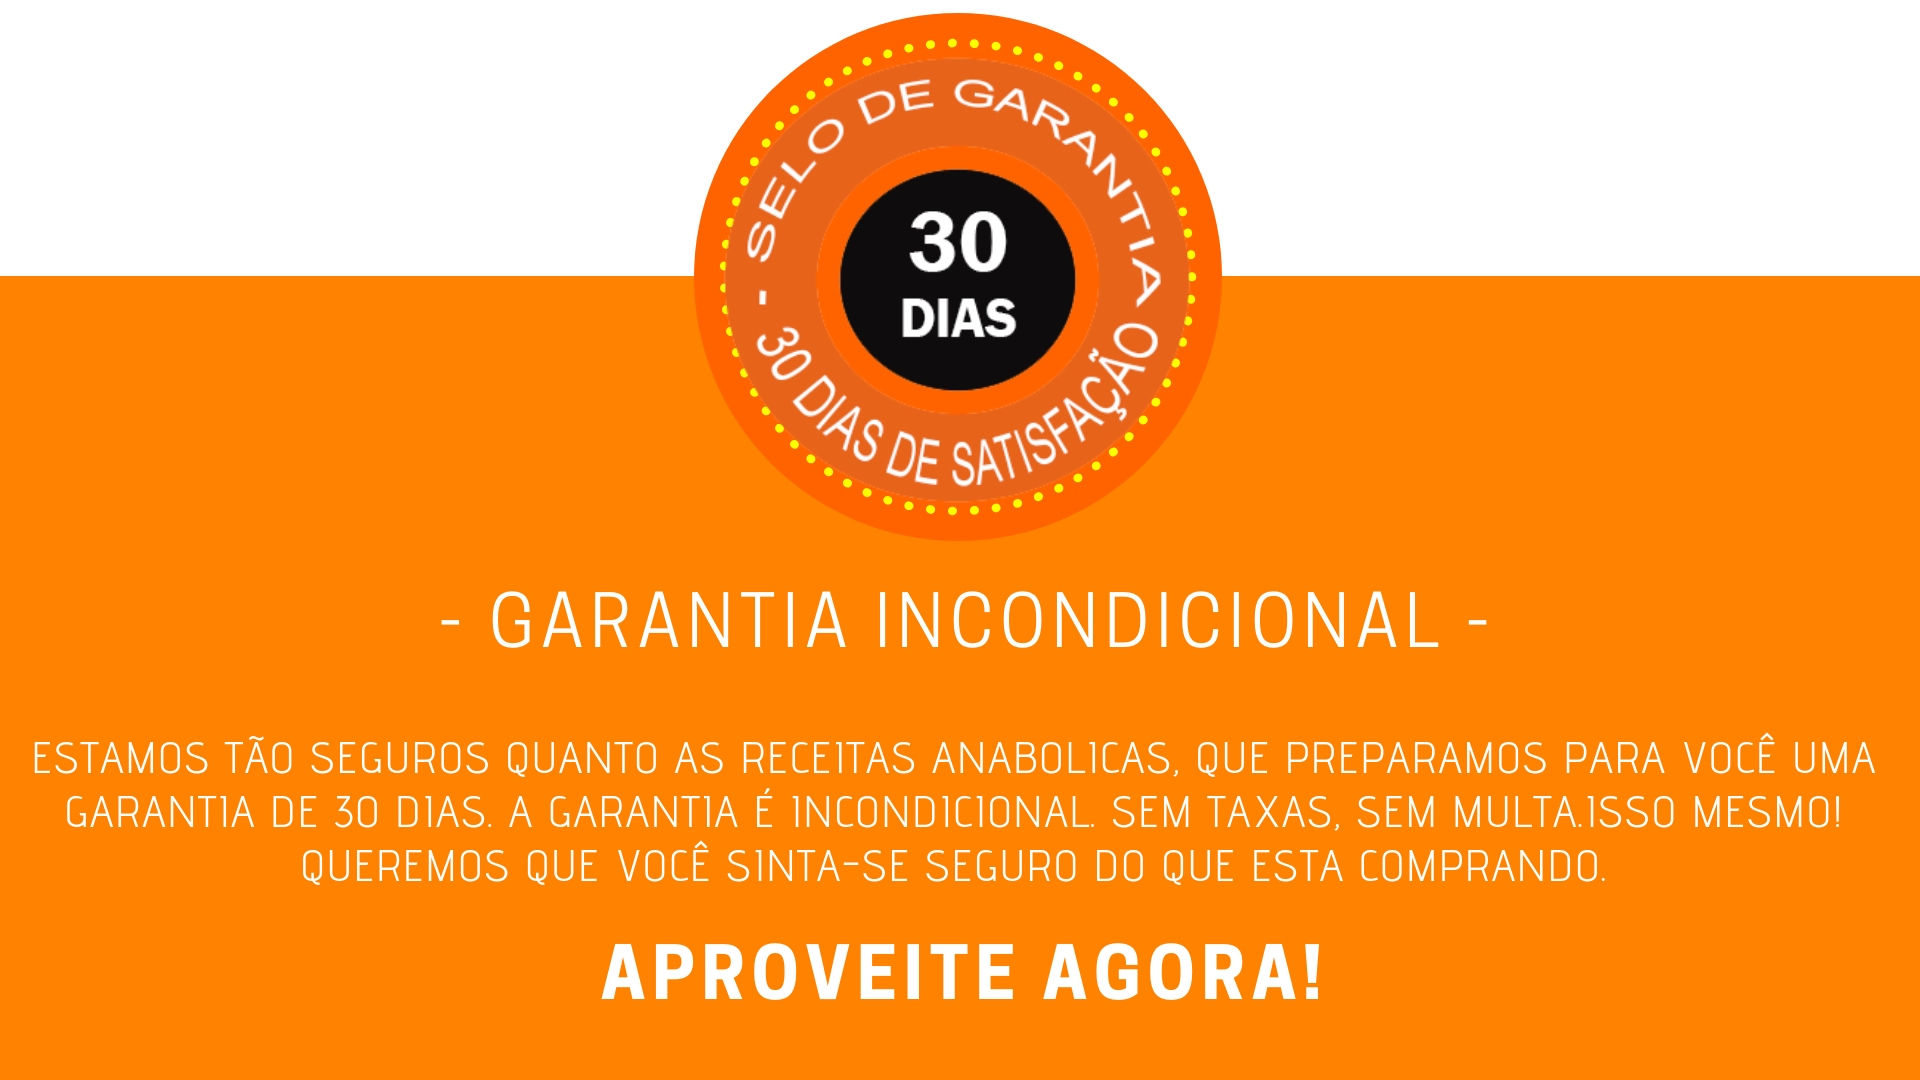 - SELO DE GARANTIA
30 DIAS DE SATISFAÇÃO
30
DIAS
- GARANTIA INCONDICIONAL -
ESTAMOS TÃO SEGUROS QUANTO AS RECEITAS ANABOLICAS, QUE PREPARAMOS PARA VOCÊ UMA
GARANTIA DE 30 DIAS. A GARANTIA É INCONDICIONAL. SEM TAXAS, SEM MULTA.ISSO MESMO!
QUEREMOS QUE VOCÊ SINTA-SE SEGURO DO QUE ESTA COMPRANDO.
APROVEITE AGORA!